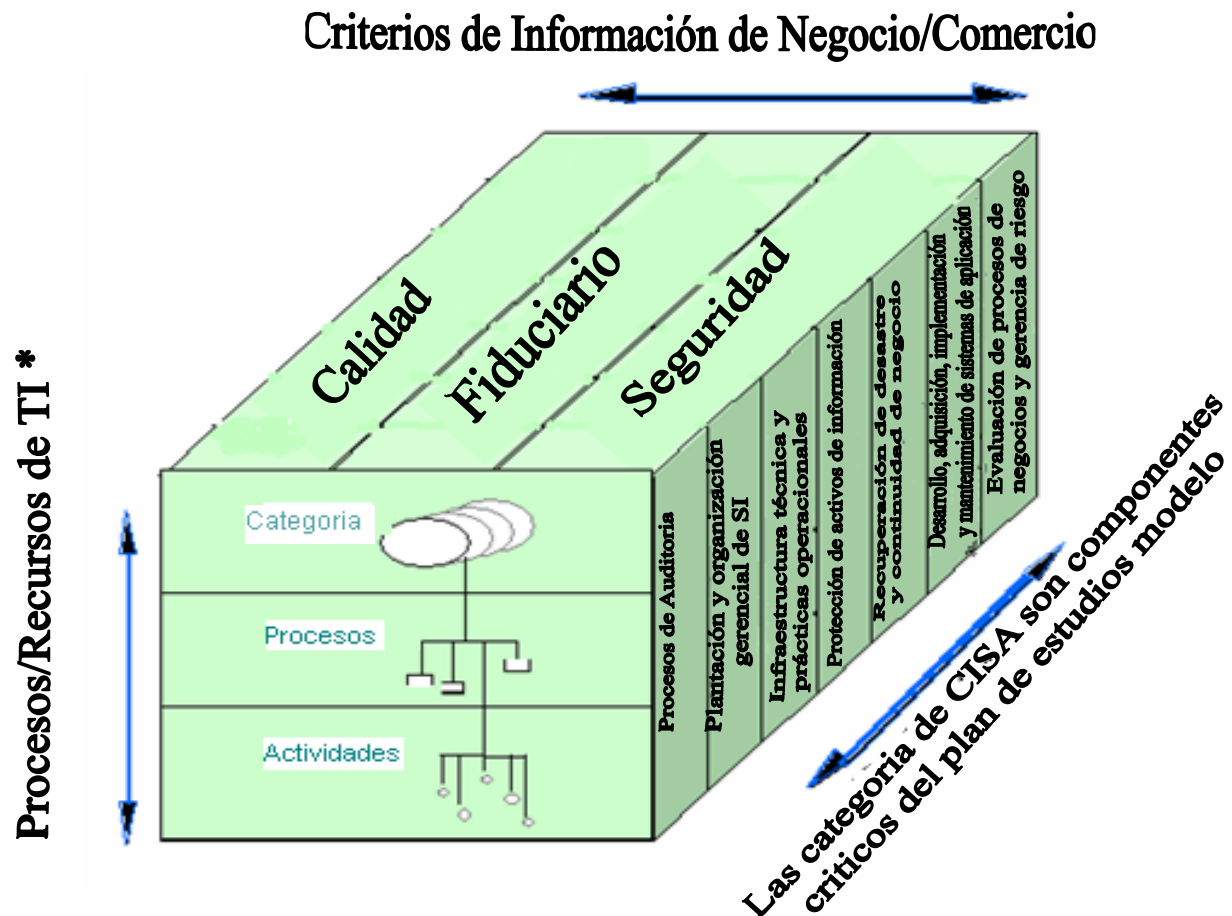 Criterios de Información de Negocio/Comercio
Procesos/Recursos de TI *
Calidad
Fiduciario
Seguridad
Categoria
Procesos
Actividades
Procesos de Auditoria
Plantación y organización
gerencial de SI
Infraestructura técnica y
prácticas operacionales
Protección de activos de información
Recuperación de desastre
y continuidad de negocio
Desarrollo, adquisición, implementación
y mantenimiento de sistemas de aplicación
Evaluación de procesos de
negocios y gerencia de riesgo
Las categoria de CISA son componentes
criticos del plan de estudios modelo